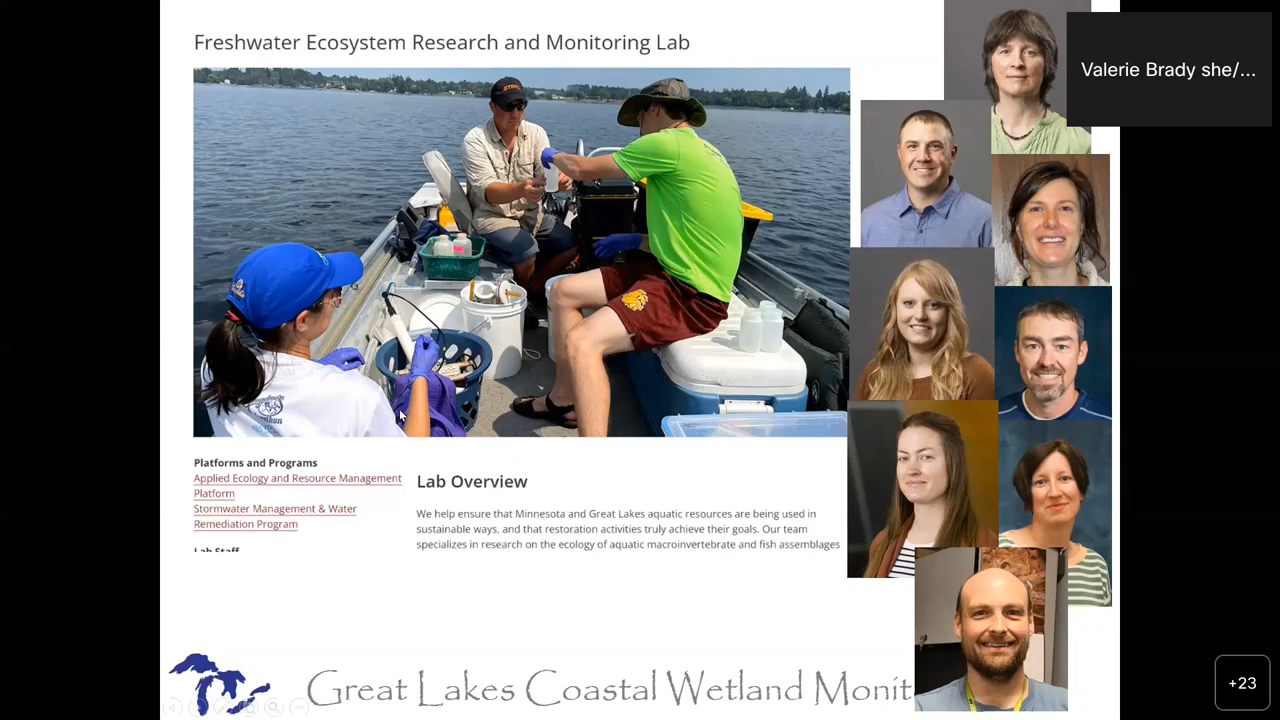 Freshwater Ecosystem Research and Monitoring Lab
Valerie Brady she/...
Platforms and Programs
Applied Ecology and Resource Management
Platform
Stormwater Management & Water
Remediation Program
Lab Staff
Lab Overview
We help ensure that Minnesota and Great Lakes aquatic resources are being used in
sustainable ways, and that restoration activities truly achieve their goals. Our team
specializes in research on the ecology of aquatic macroinvertebrate and fish assemblages
Great Lakes Coastal Wetland Monit
+23